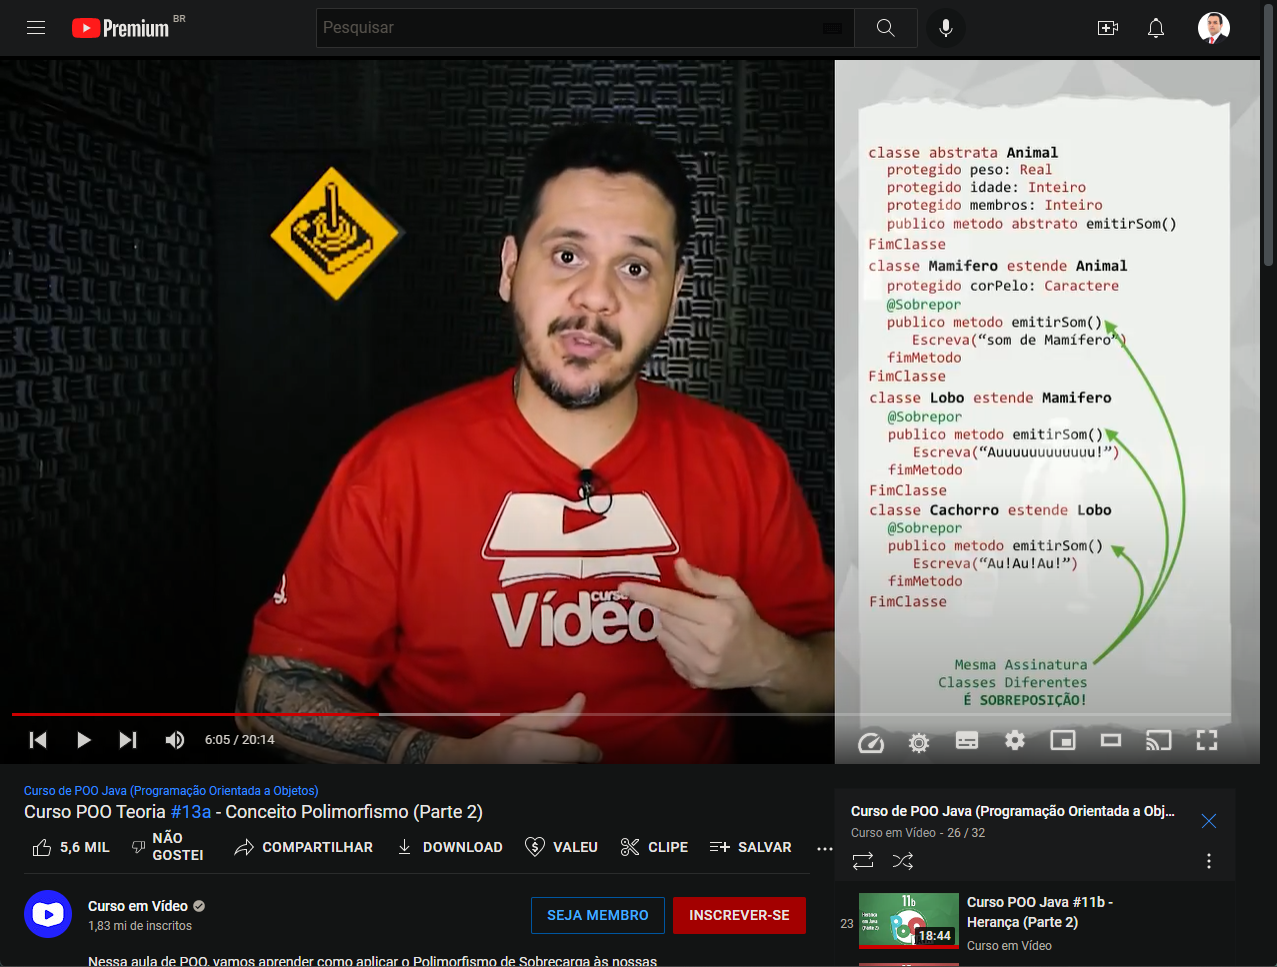 Premium BR
Pesquisar
classe abstrata Animal
protegido peso: Real
protegido idade: Inteiro
protegido membros: Inteiro
publico metodo abstrato emitirSom()
FimClasse
classe Mamifero estende Animal
protegido corPelo: Caractere
@Sobrepor
publico metodo emitirSom()
Escreva(“som de Mamífero”)
fimMetodo
FimClasse
classe Lobo estende Mamifero
@Sobrepor
publico metodo emitirSom()
Escreva(“Auuuuuuuuuuuu!”)
fimMetodo
FimClasse
classe Cachorro estende Lobo
@Sobrepor
publico metodo emitirSom()
Escreva(“Au!Au!Au!”)
fimMetodo
FimClasse
Mesma Assinatura
Classes Diferentes
É SOBREPOSIÇÃO!
curso
Vídeo
6:05 / 20:14
Curso de POO Java (Programação Orientada a Objetos)
Curso POO Teoria #13a - Conceito Polimorfismo (Parte 2)
5,6 MIL
NÃO
GOSTEI
COMPARTILHAR
DOWNLOAD
VALEU
CLIPE
SALVAR
Curso em Vídeo
1,83 mi de inscritos
SEJA MEMBRO
INSCREVER-SE
Nessa aula de POO, vamos aprender como aplicar o Polimorfismo de Sobrecarga às nossas
Curso de POO Java (Programação Orientada a Obj...
Curso em Vídeo - 26 / 32
23
11b
Herança
em Java
(Parte 2)
18:44
Curso POO Java #11b -
Herança (Parte 2)
Curso em Vídeo